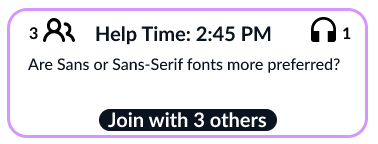 3 Help Time: 2:45 PM 1
Are Sans or Sans-Serif fonts more preferred?
Join with 3 others